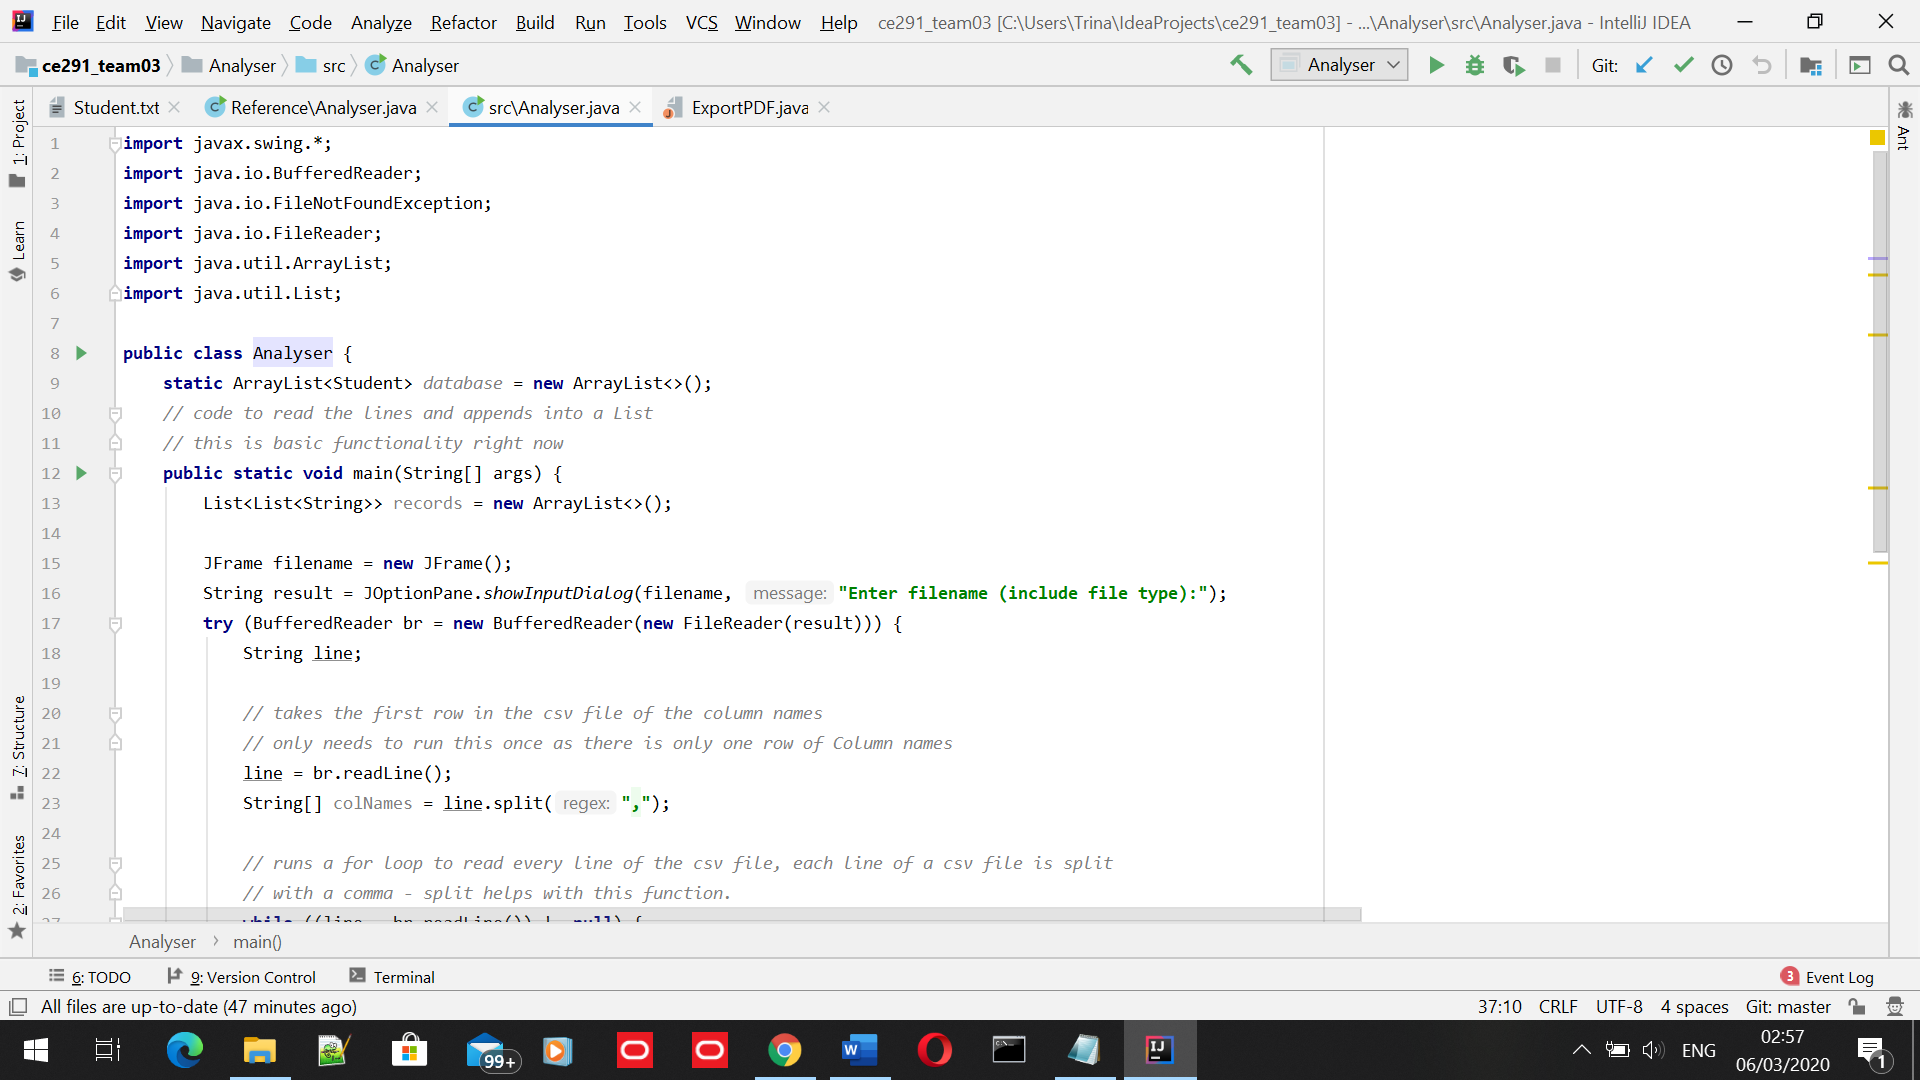 File Edit View Navigate Code Analyze Refactor Build Run Tools VCS Window Help ce291_team03 [C:\Users\Trina\IdeaProjects\ce291_team03] - ...\Analyser\src\Analyser.java - IntelliJ IDEA
ce291_team03 Analyser src Analyser Analyser Git:
Student.txt Reference\Analyser.java src\Analyser.java ExportPDF.java
1: Project
Learn
7: Structure
2: Favorites
Ant
1 import javax.swing.*;
2 import java.io.BufferedReader;
3 import java.io.FileNotFoundException;
4 import java.io.FileReader;
5 import java.util.ArrayList;
6 import java.util.List;
7
8 public class Analyser {
9 static ArrayList<Student> database = new ArrayList<>();
10 // code to read the lines and appends into a List
11 // this is basic functionality right now
12 public static void main(String[] args) {
13 List<List<String>> records = new ArrayList<>();
14
15 JFrame filename = new JFrame();
16 String result = JOptionPane.showInputDialog(filename, message: "Enter filename (include file type):");
17 try (BufferedReader br = new BufferedReader(new FileReader(result))) {
18 String line;
19
20 // takes the first row in the csv file of the column names
21 // only needs to run this once as there is only one row of Column names
22 line = br.readLine();
23 String[] colNames = line.split( regex: ",");
24
25 // runs a for loop to read every line of the csv file, each line of a csv file is split
26 // with a comma - split helps with this function.
27 while ((line = br.readLine()) != null) {
Analyser › main()
6: TODO 9: Version Control Terminal 3 Event Log
All files are up-to-date (47 minutes ago) 37:10 CRLF UTF-8 4 spaces Git: master
99+ W IJ ENG 02:57
06/03/2020 1